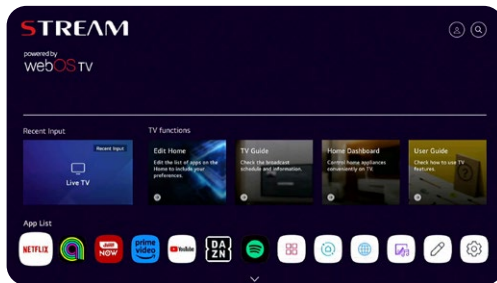 STREAM
powered by
webOS TV
Recent Input
TV functions
Recent Input
Live TV
Edit Home
Edit the list of apps on the
Home to include your
preferences.
TV Guide
Check the broadcast
schedule and information.
Home Dashboard
Control home appliances
conveniently on TV.
User Guide
Check how to use TV
features.
App List
NETFLIX
NOW
prime
video
YouTube
DA
ZN